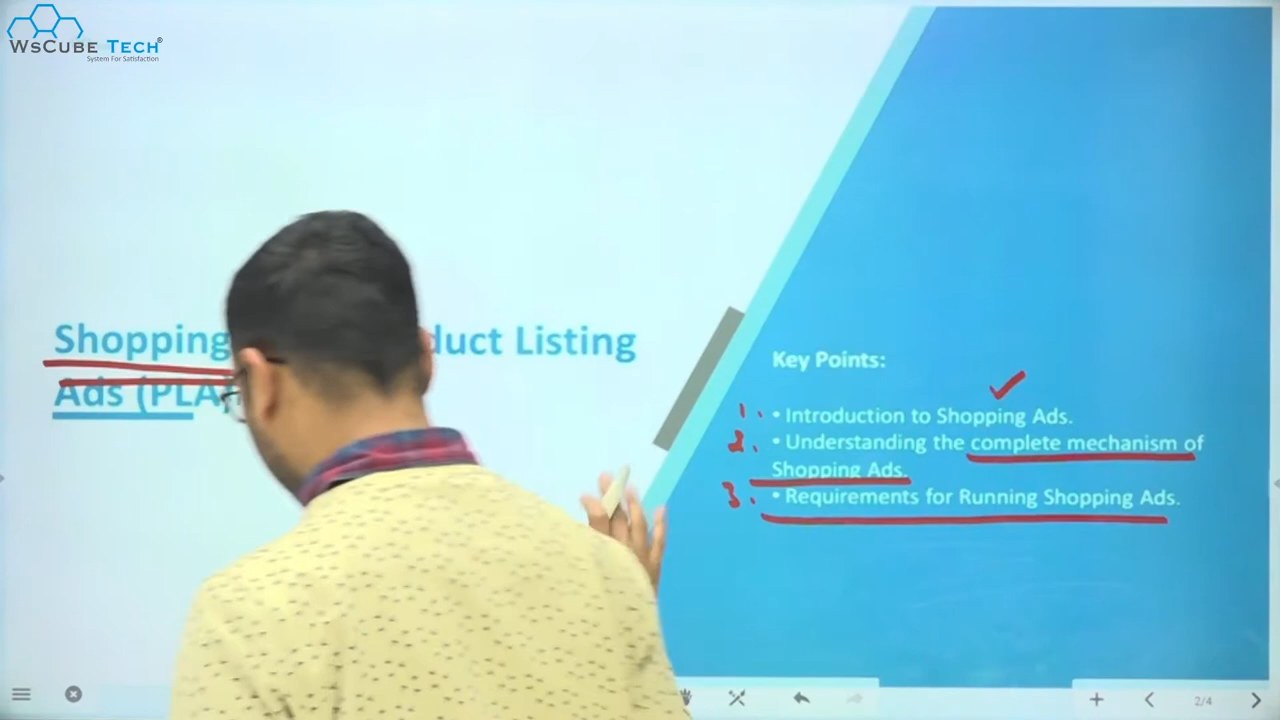 WsCube Tech®
System For Satisfaction
Shopping duct Listing
Ads (PLA
Key Points:
1. • Introduction to Shopping Ads.
2. • Understanding the complete mechanism of
Shopping Ads.
3. • Requirements for Running Shopping Ads.
2/4